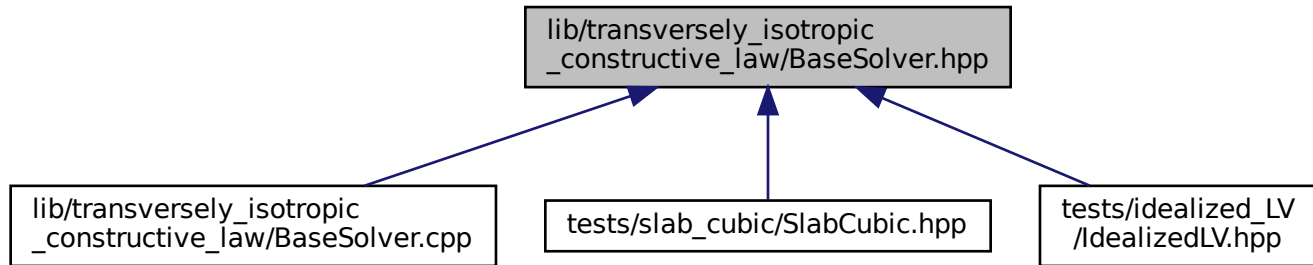 lib/transversely_isotropic
_constructive_law/BaseSolver.hpp
lib/transversely_isotropic
_constructive_law/BaseSolver.cpp
tests/slab_cubic/SlabCubic.hpp
tests/idealized_LV
/IdealizedLV.hpp